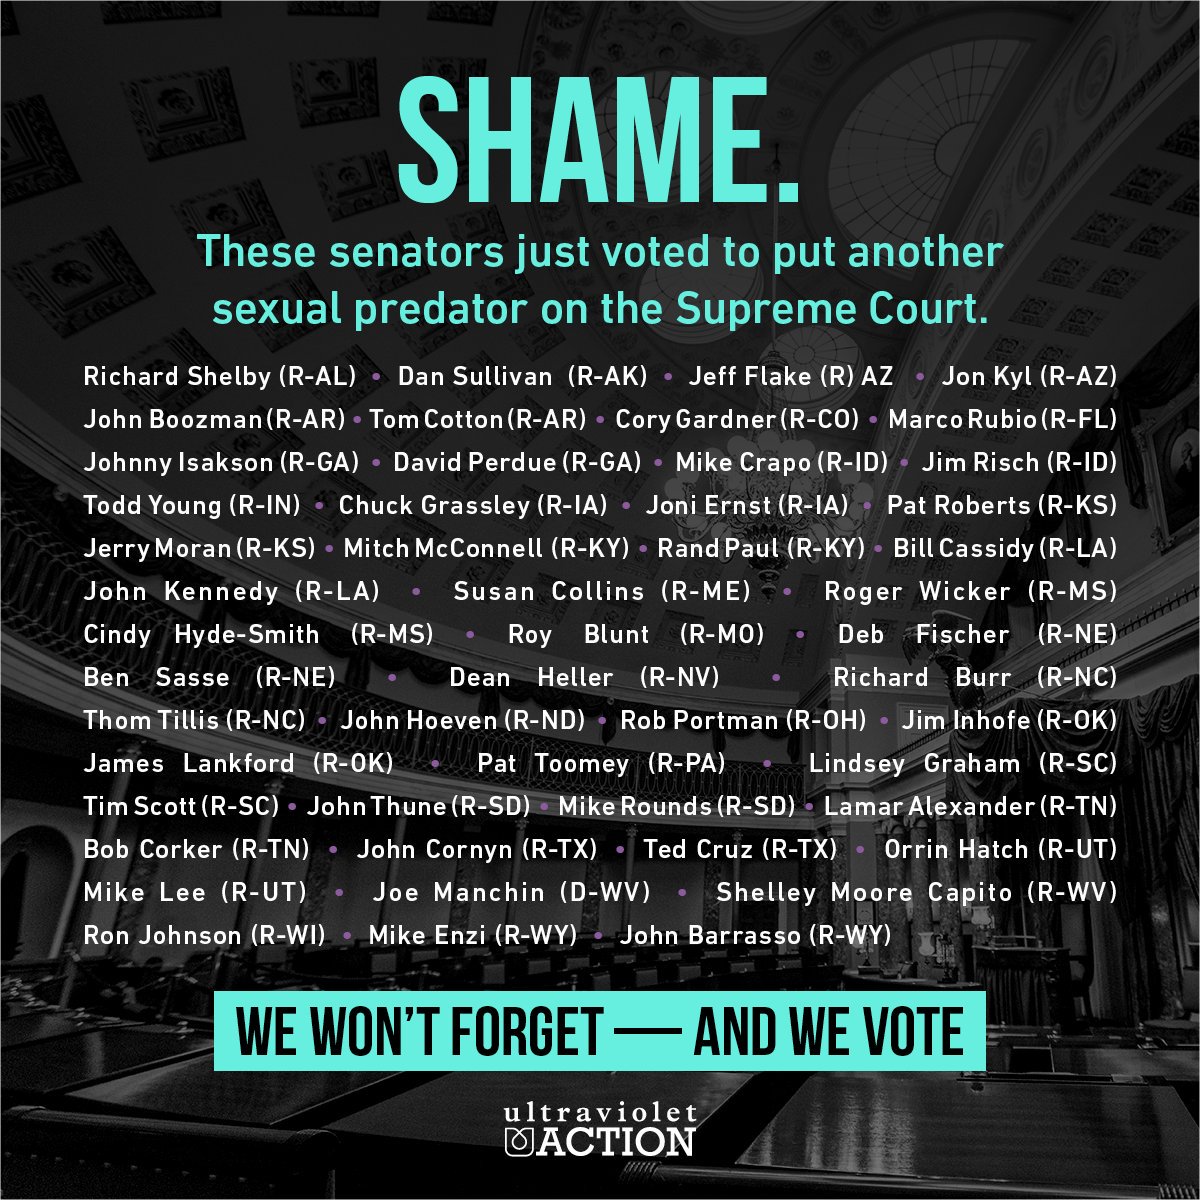 SHAME.
These senators just voted to put another
sexual predator on the Supreme Court.
Richard Shelby (R-AL) • Dan Sullivan (R-AK) • Jeff Flake (R) AZ • Jon Kyl (R-AZ)
John Boozman (R-AR) • Tom Cotton (R-AR) • Cory Gardner (R-CO) • Marco Rubio (R-FL)
Johnny Isakson (R-GA) • David Perdue (R-GA) • Mike Crapo (R-ID) • Jim Risch (R-ID)
Todd Young (R-IN) • Chuck Grassley (R-IA) • Joni Ernst (R-IA) • Pat Roberts (R-KS)
Jerry Moran (R-KS) • Mitch McConnell (R-KY) • Rand Paul (R-KY) • Bill Cassidy (R-LA)
John Kennedy (R-LA) • Susan Collins (R-ME) • Roger Wicker (R-MS)
Cindy Hyde-Smith (R-MS) • Roy Blunt (R-MO) • Deb Fischer (R-NE)
Ben Sasse (R-NE) • Dean Heller (R-NV) • Richard Burr (R-NC)
Thom Tillis (R-NC) • John Hoeven (R-ND) • Rob Portman (R-OH) • Jim Inhofe (R-OK)
James Lankford (R-OK) • Pat Toomey (R-PA) • Lindsey Graham (R-SC)
Tim Scott (R-SC) • John Thune (R-SD) • Mike Rounds (R-SD) • Lamar Alexander (R-TN)
Bob Corker (R-TN) • John Cornyn (R-TX) • Ted Cruz (R-TX) • Orrin Hatch (R-UT)
Mike Lee (R-UT) • Joe Manchin (D-WV) • Shelley Moore Capito (R-WV)
Ron Johnson (R-WI) • Mike Enzi (R-WY) • John Barrasso (R-WY)
WE WON'T FORGET — AND WE VOTE
ultraviolet
ACTION